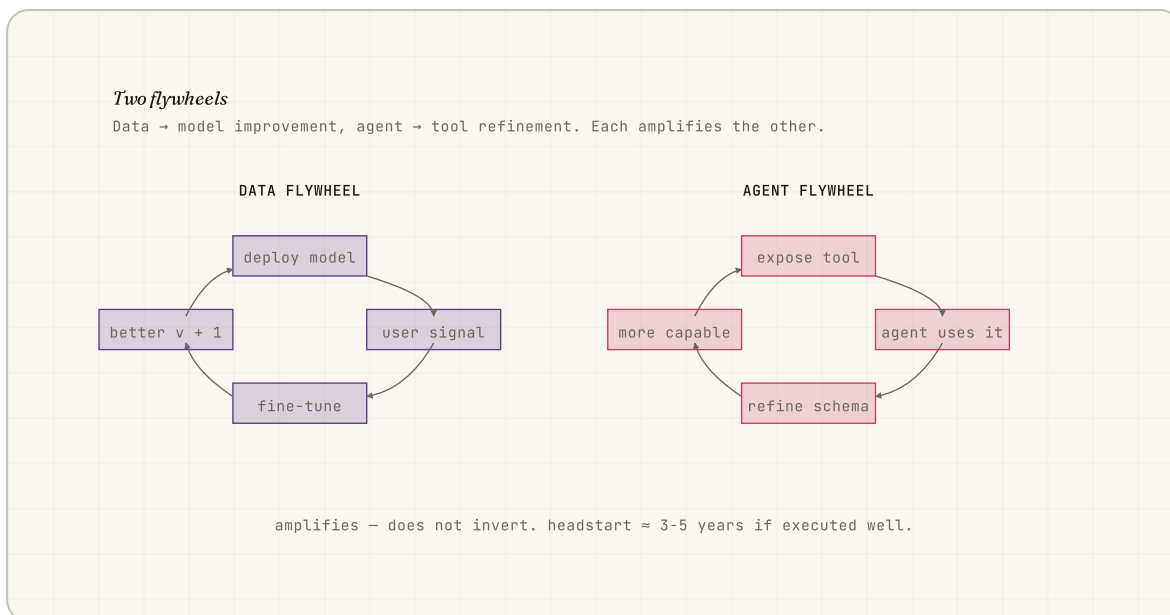 Two flywheels
Data → model improvement, agent → tool refinement. Each amplifies the other.
DATA FLYWHEEL
AGENT FLYWHEEL
deploy model
expose tool
better v + 1
user signal
more capable
agent uses it
fine-tune
refine schema
amplifies — does not invert. headstart ≈ 3-5 years if executed well.